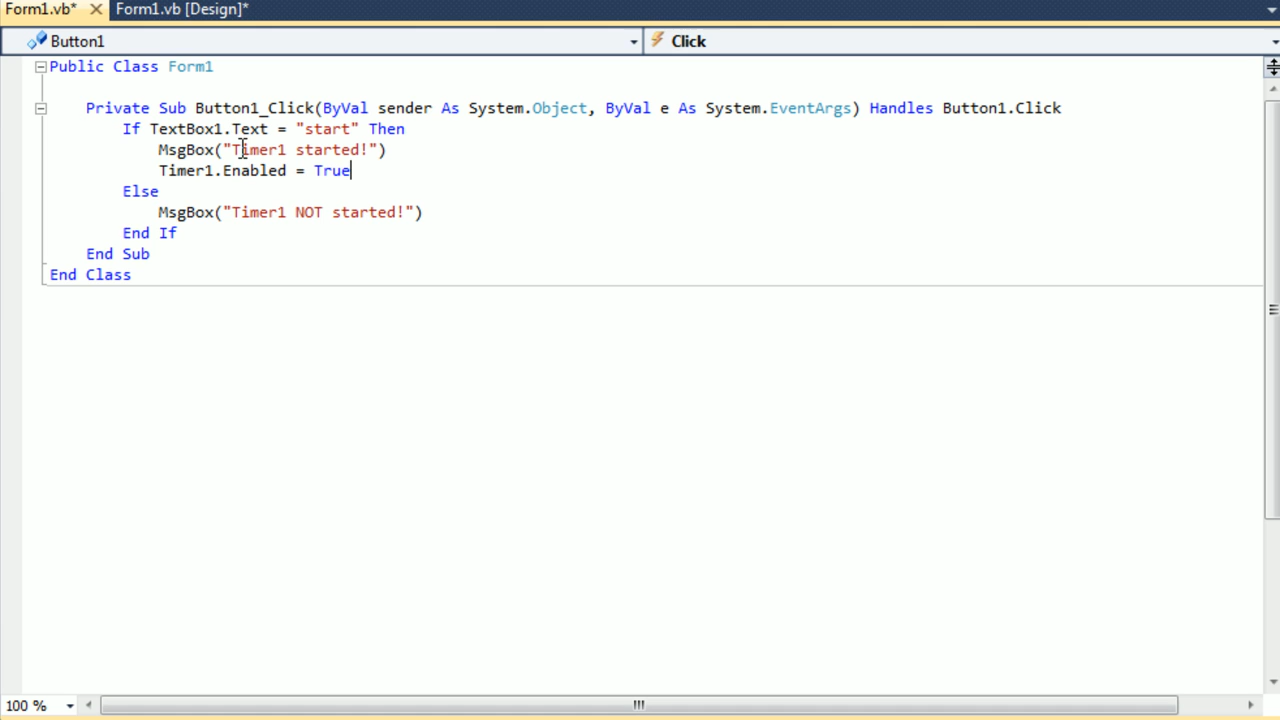 Form1.vb* Form1.vb [Design]*
Button1 Click
Public Class Form1
Private Sub Button1_Click(ByVal sender As System.Object, ByVal e As System.EventArgs) Handles Button1.Click
If TextBox1.Text = "start" Then
MsgBox("Timer1 started!")
Timer1.Enabled = True
Else
MsgBox("Timer1 NOT started!")
End If
End Sub
End Class
100 %